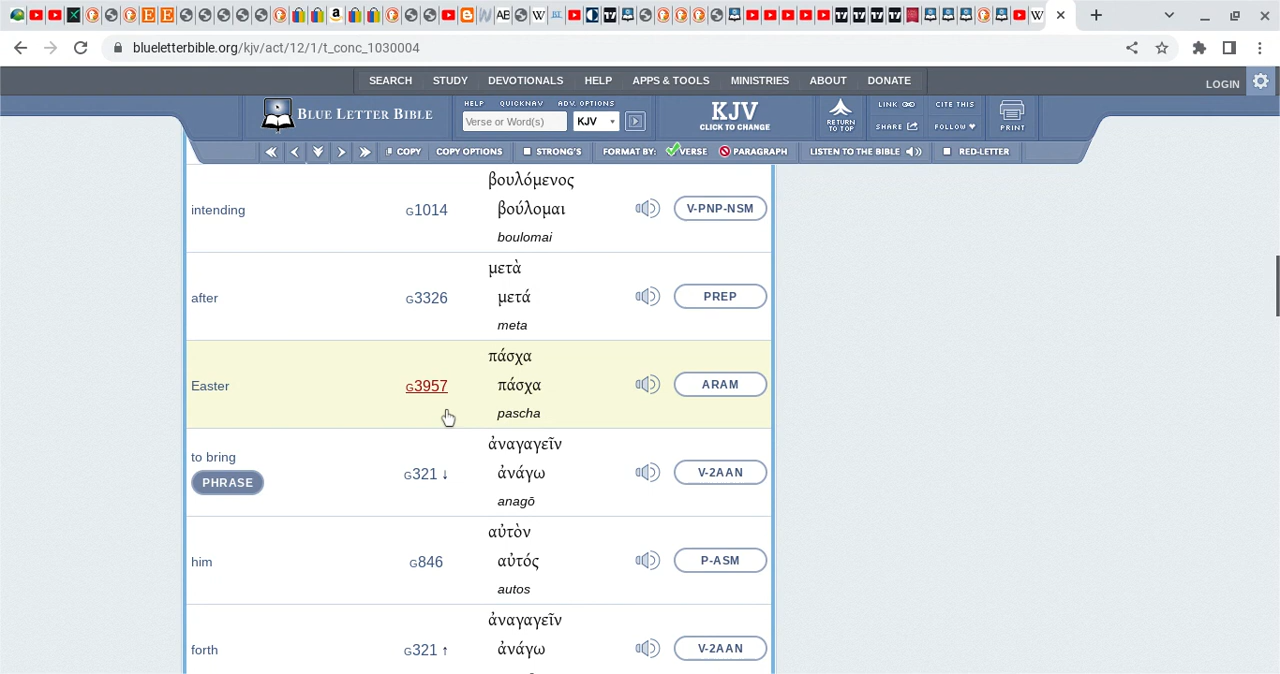 blueletterbible.org/kjv/act/12/1/t_conc_1030004
SEARCH STUDY DEVOTIONALS HELP APPS & TOOLS MINISTRIES ABOUT DONATE
LOGIN
BLUE LETTER BIBLE
HELP QUICKNAV ADV. OPTIONS
Verse or Word(s) KJV
KJV
CLICK TO CHANGE
RETURN
TO TOP
LINK CITE THIS
SHARE FOLLOW
PRINT
COPY COPY OPTIONS STRONG'S FORMAT BY: VERSE PARAGRAPH LISTEN TO THE BIBLE RED-LETTER
βουλόμενος
intending G1014 βούλομαι V-PNP-NSM
boulomai
μετὰ
after G3326 μετά PREP
meta
πάσχα
Easter G3957 πάσχα ARAM
pascha
ἀναγαγεῖν
to bring
G321 ↓ ἀνάγω V-2AAN
PHRASE
anagō
αὐτὸν
him G846 αὐτός P-ASM
autos
ἀναγαγεῖν
forth G321 ↑ ἀνάγω V-2AAN